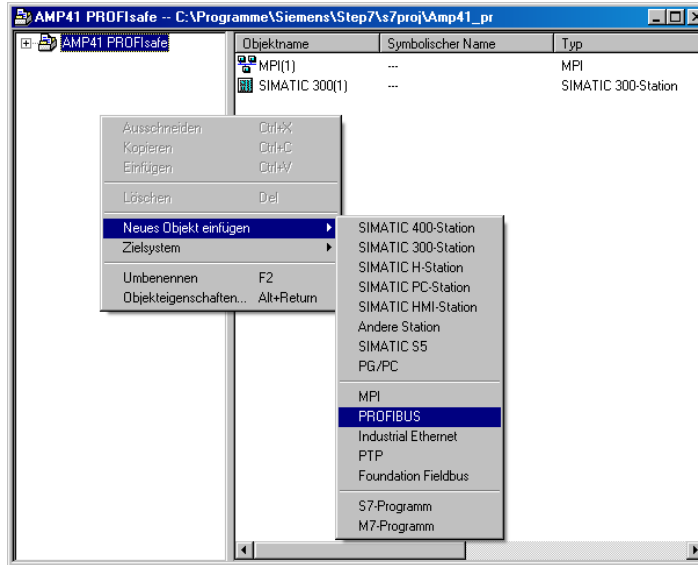 AMP41 PROFIsafe -- C:\Programme\Siemens\Step7\s7proj\Amp41_pr
AMP41 PROFIsafe
Objektname Symbolischer Name Typ
MPI(1) --- MPI
SIMATIC 300(1) --- SIMATIC 300-Station
Ausschneiden Ctrl+X
Kopieren Ctrl+C
Einfügen Ctrl+V
Löschen Del
Neues Objekt einfügen
Zielsystem
Umbenennen F2
Objekteigenschaften... Alt+Return
SIMATIC 400-Station
SIMATIC 300-Station
SIMATIC H-Station
SIMATIC PC-Station
SIMATIC HMI-Station
Andere Station
SIMATIC S5
PG/PC
MPI
PROFIBUS
Industrial Ethernet
PTP
Foundation Fieldbus
S7-Programm
M7-Programm